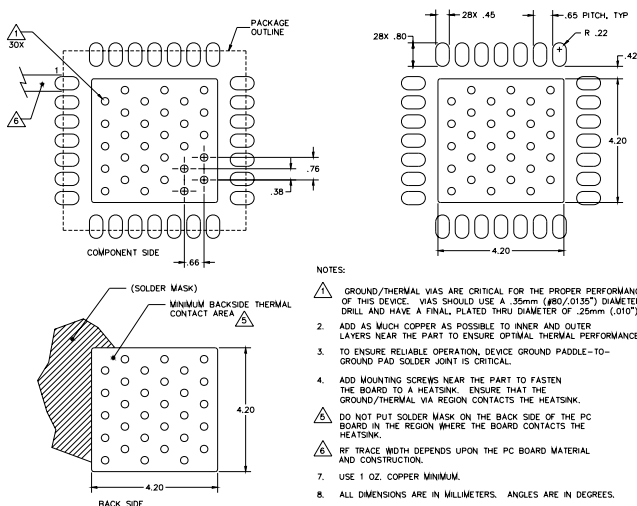 1
30X
PACKAGE
OUTLINE
1
6
.76
.38
.66
COMPONENT SIDE
28X .45
.65 PITCH, TYP
28X .80
R .22
.42
4.20
4.20
(SOLDER MASK)
MINIMUM BACKSIDE THERMAL
CONTACT AREA 5
4.20
4.20
BACK SIDE
NOTES:
1 GROUND/THERMAL VIAS ARE CRITICAL FOR THE PROPER PERFORMANC
OF THIS DEVICE. VIAS SHOULD USE A .35mm (#80/.0135") DIAMETE
DRILL AND HAVE A FINAL, PLATED THRU DIAMETER OF .25mm (.010")
2. ADD AS MUCH COPPER AS POSSIBLE TO INNER AND OUTER
LAYERS NEAR THE PART TO ENSURE OPTIMAL THERMAL PERFORMANCE
3. TO ENSURE RELIABLE OPERATION, DEVICE GROUND PADDLE-TO-
GROUND PAD SOLDER JOINT IS CRITICAL.
4. ADD MOUNTING SCREWS NEAR THE PART TO FASTEN
THE BOARD TO A HEATSINK. ENSURE THAT THE
GROUND/THERMAL VIA REGION CONTACTS THE HEATSINK.
5 DO NOT PUT SOLDER MASK ON THE BACK SIDE OF THE PC
BOARD IN THE REGION WHERE THE BOARD CONTACTS THE
HEATSINK.
6 RF TRACE WIDTH DEPENDS UPON THE PC BOARD MATERIAL
AND CONSTRUCTION.
7. USE 1 OZ. COPPER MINIMUM.
8. ALL DIMENSIONS ARE IN MILLIMETERS. ANGLES ARE IN DEGREES.